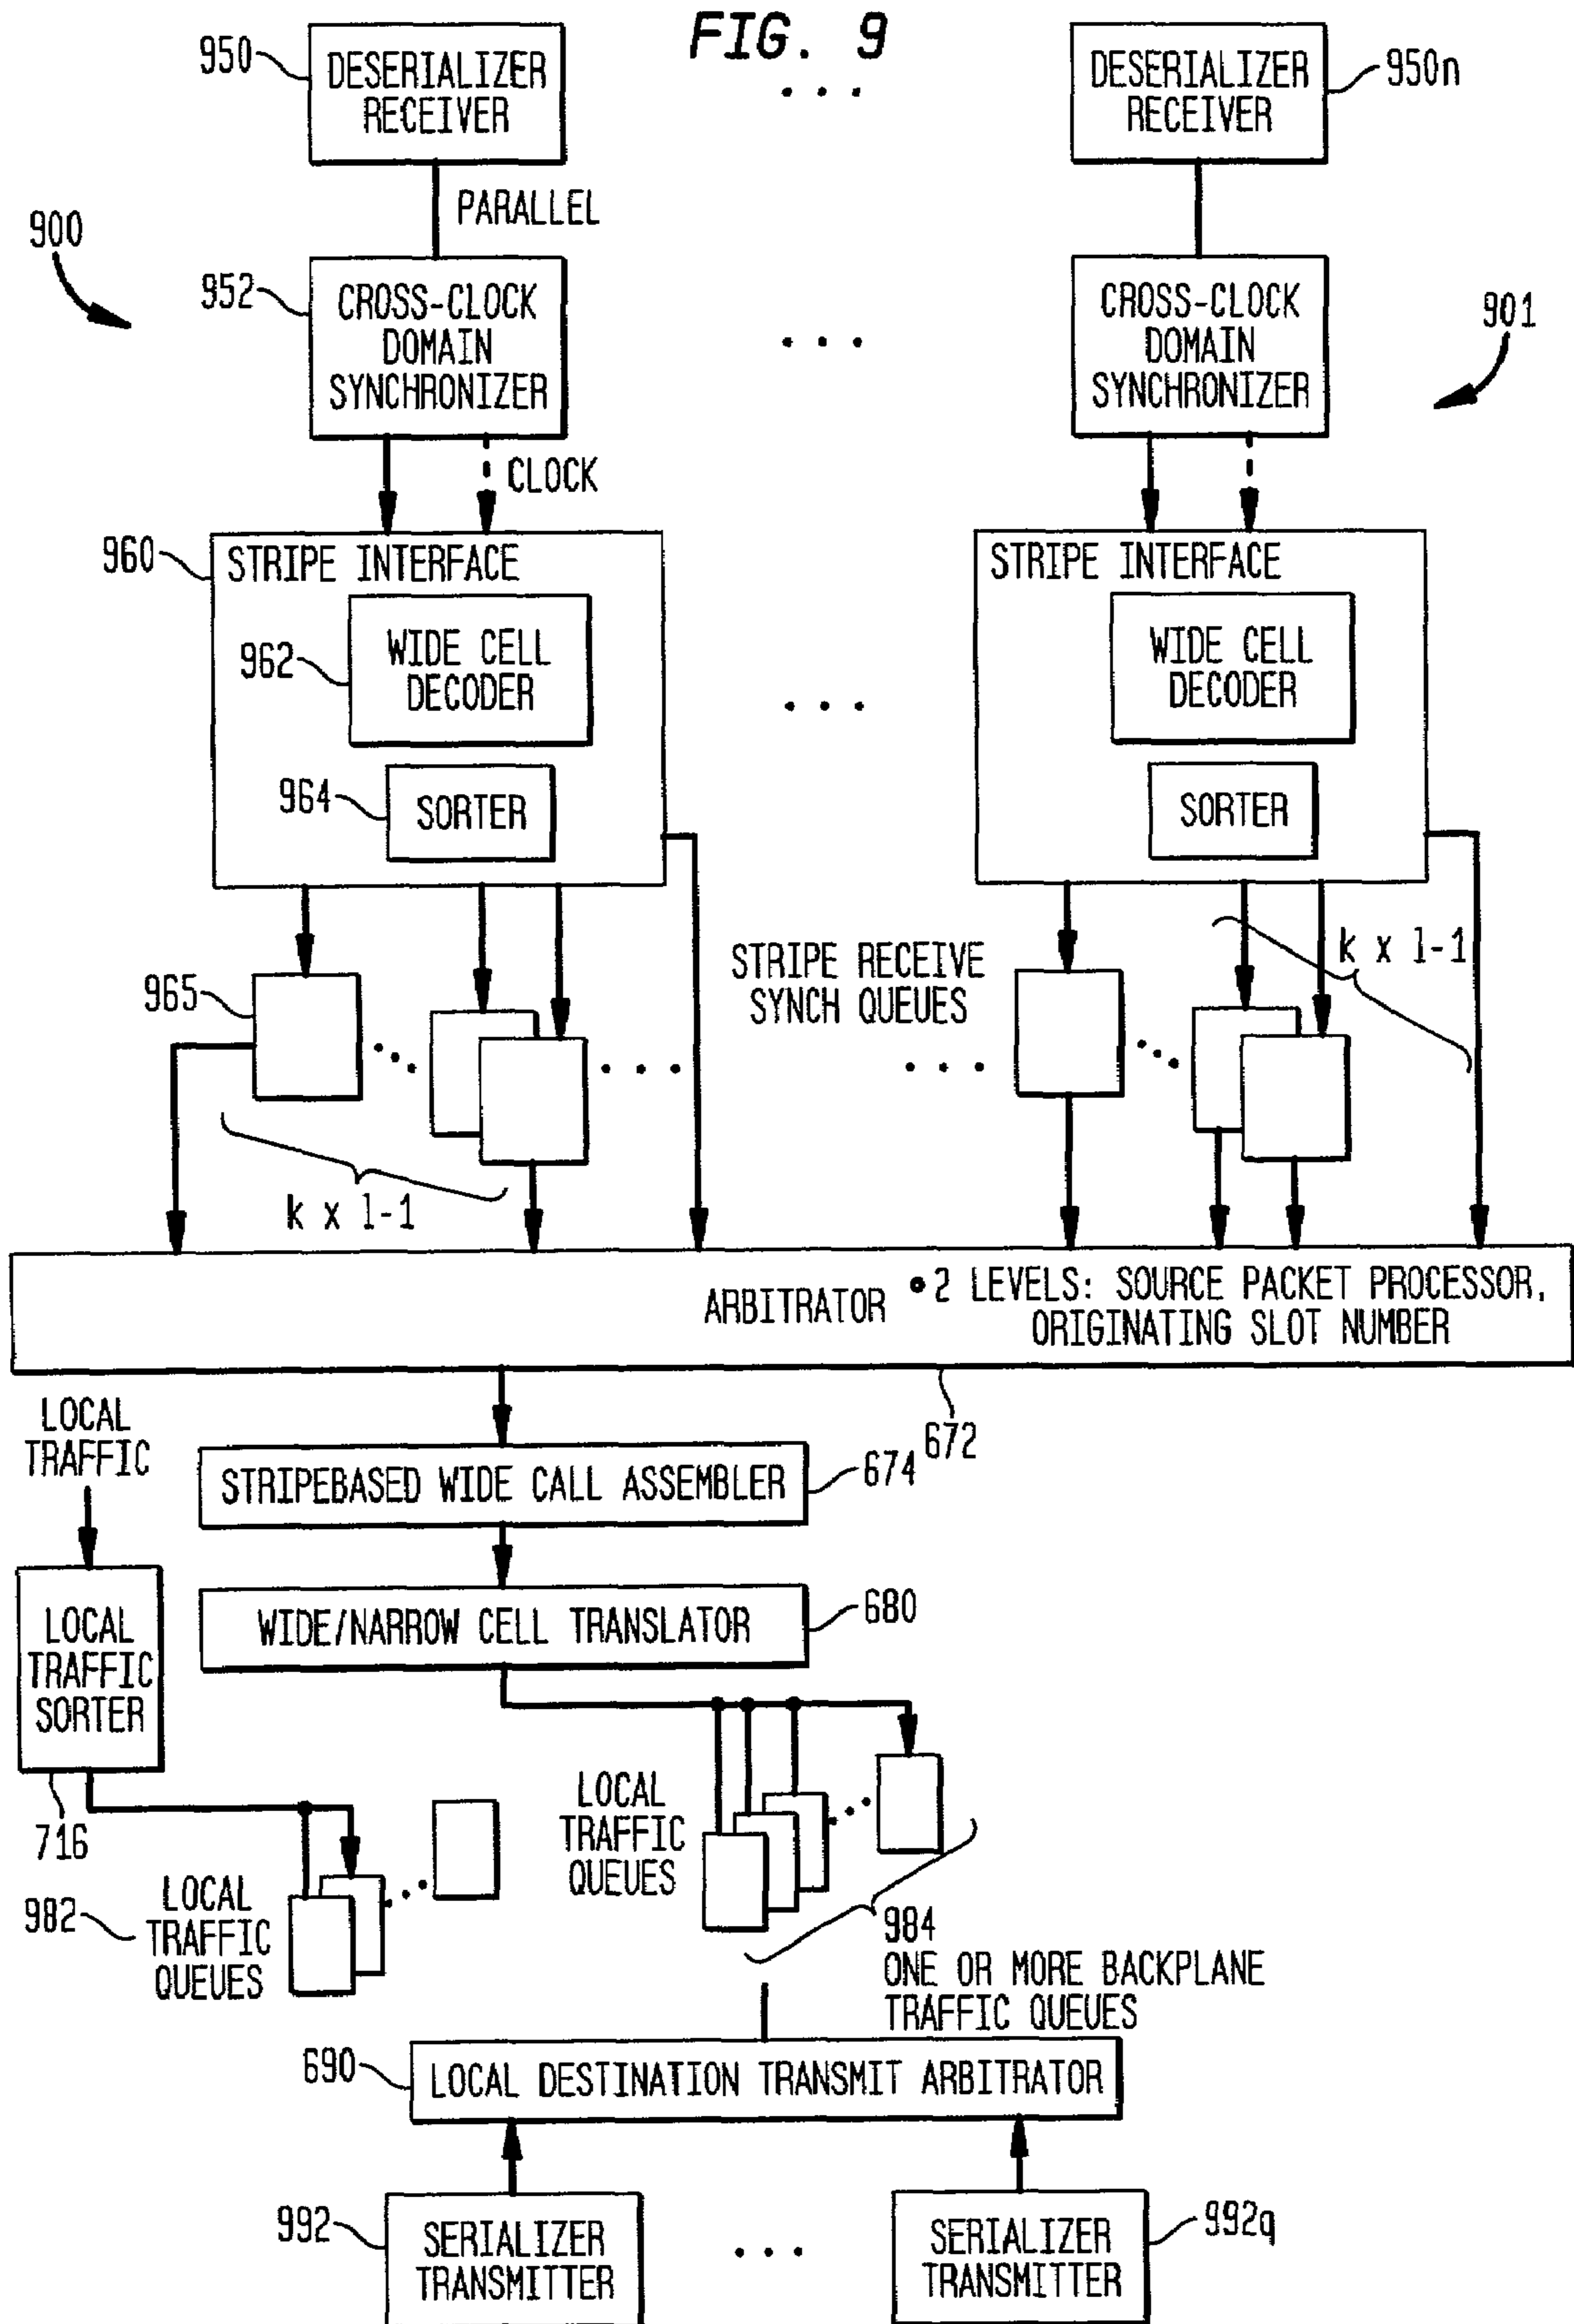 FIG. 9
950
DESERIALIZER
RECEIVER
. . .
DESERIALIZER
RECEIVER
950n
PARALLEL
900
952
CROSS-CLOCK
DOMAIN
SYNCHRONIZER
. . .
CROSS-CLOCK
DOMAIN
SYNCHRONIZER
901
CLOCK
960
STRIPE INTERFACE
STRIPE INTERFACE
962
WIDE CELL
DECODER
. . .
WIDE CELL
DECODER
964
SORTER
SORTER
965
STRIPE RECEIVE
SYNCH QUEUES
k x l-1
k x l-1
ARBITRATOR
•2 LEVELS: SOURCE PACKET PROCESSOR,
ORIGINATING SLOT NUMBER
672
LOCAL
TRAFFIC
STRIPEBASED WIDE CALL ASSEMBLER
674
LOCAL
TRAFFIC
SORTER
716
WIDE/NARROW CELL TRANSLATOR
680
LOCAL
TRAFFIC
QUEUES
982
LOCAL
TRAFFIC
QUEUES
984
ONE OR MORE BACKPLANE
TRAFFIC QUEUES
690
LOCAL DESTINATION TRANSMIT ARBITRATOR
992
SERIALIZER
TRANSMITTER
. . .
SERIALIZER
TRANSMITTER
992q